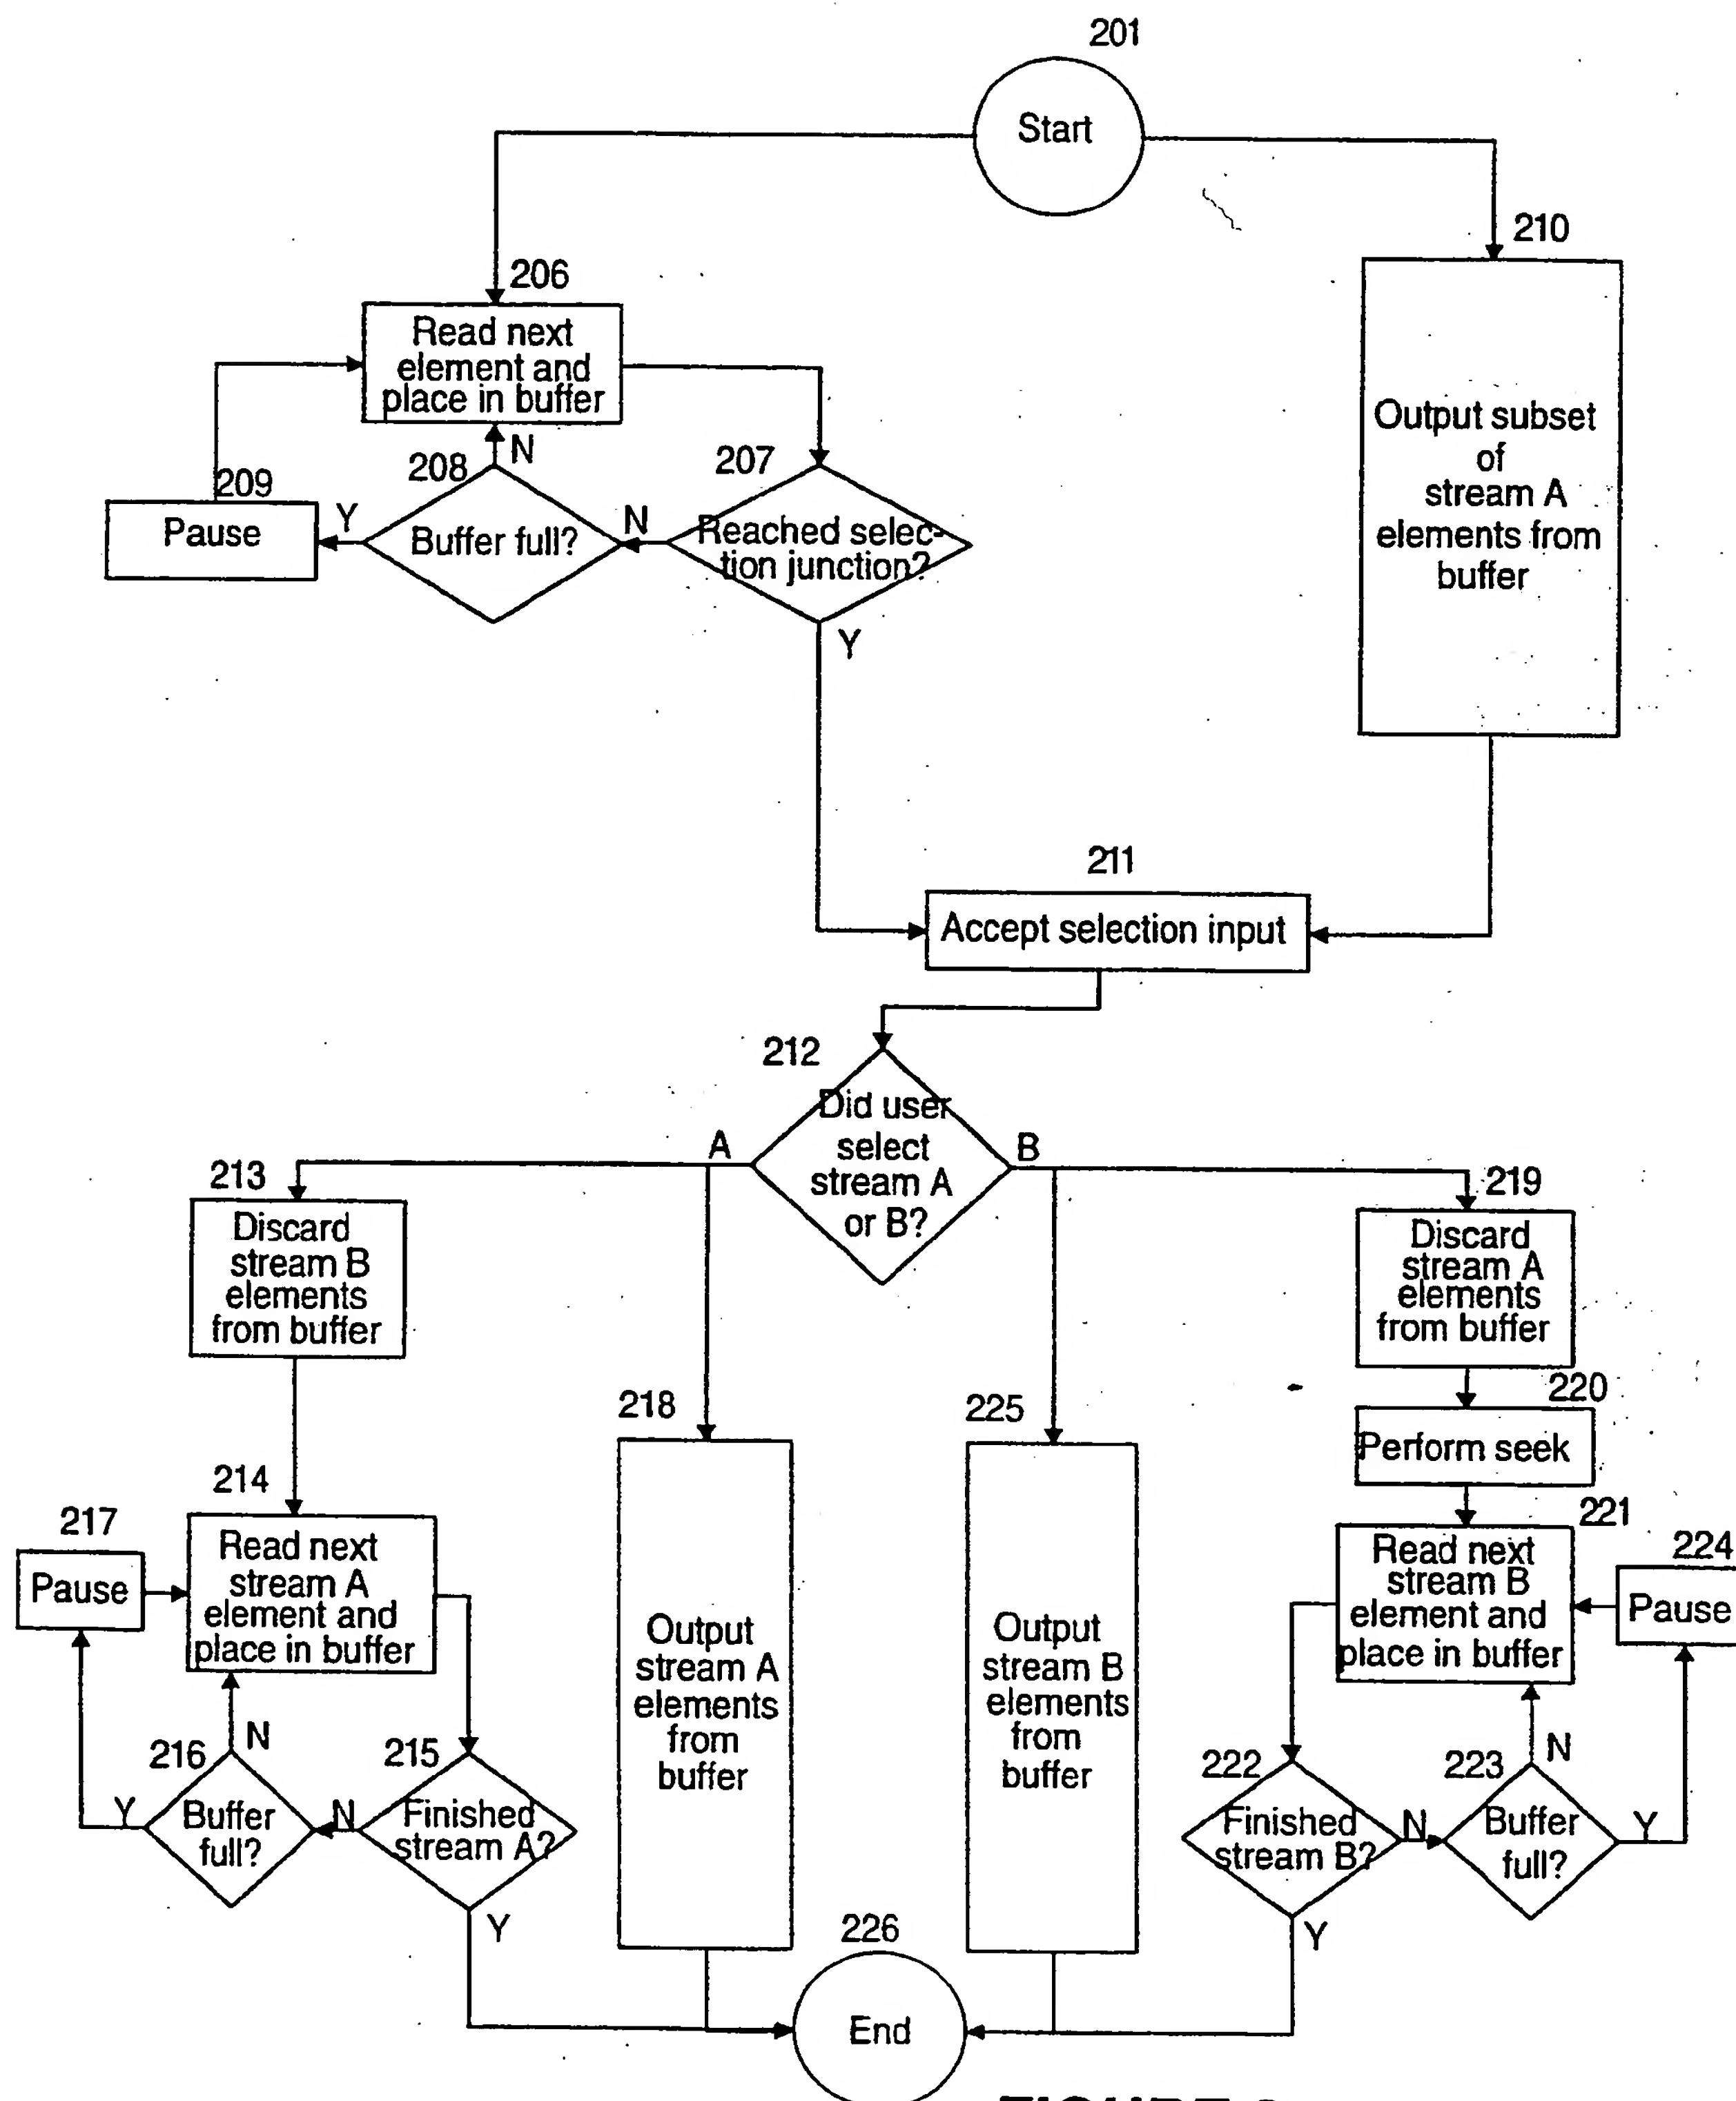 201
Start
210
206
Read next
element and
place in buffer
Output subset
of
stream A
elements from
buffer
N
208
207
209
Pause
Y
Buffer full?
N
Reached selec-
tion junction?
Y
211
Accept selection input
212
Did user
select
stream A
or B?
A
B
213
Discard
stream B
elements
from buffer
219
Discard
stream A
elements
from buffer
218
225
220
Perform seek
214
217
Pause
Read next
stream A
element and
place in buffer
221
Read next
stream B
element and
place in buffer
224
Pause
Output
stream A
elements
from
buffer
Output
stream B
elements
from
buffer
N
216
215
Y
Buffer
full?
N
Finished
stream A?
Y
222
223
N
Finished
stream B?
N
Buffer
full?
Y
Y
226
End